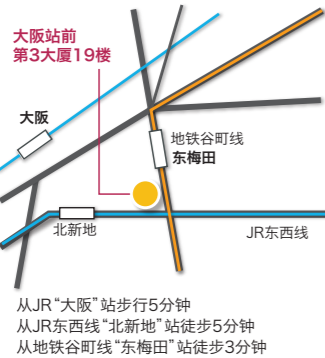 大阪站前
第3大厦19楼
大阪
地铁谷町线
东梅田
北新地
JR东西线
从JR“大阪”站步行5分钟
从JR东西线“北新地”站徒步5分钟
从地铁谷町线“东梅田”站徒步3分钟